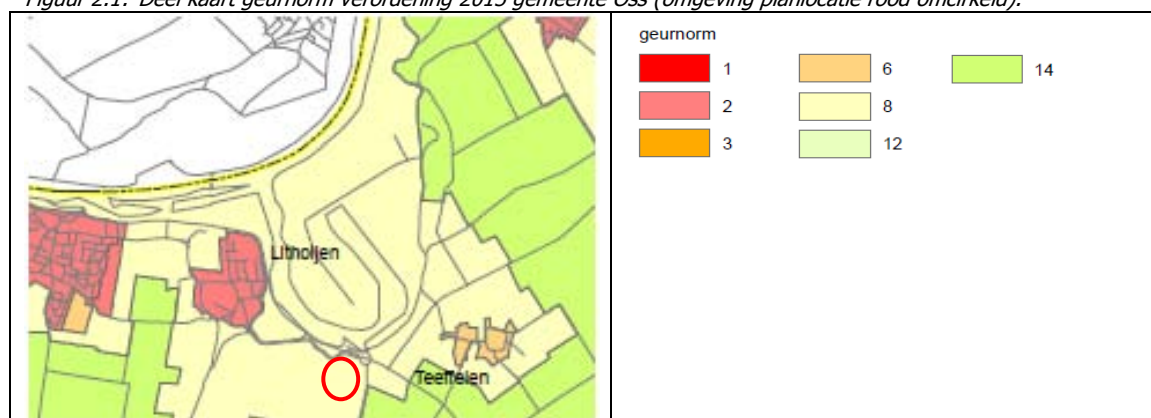 Figuur 2.1: Deel kaart geurnorm verordening 2015 gemeente Oss (omgeving planlocatie rood omcirkeld).
geurnorm
1
6
14
2
8
3
12
Lithoijen
Teeffelen